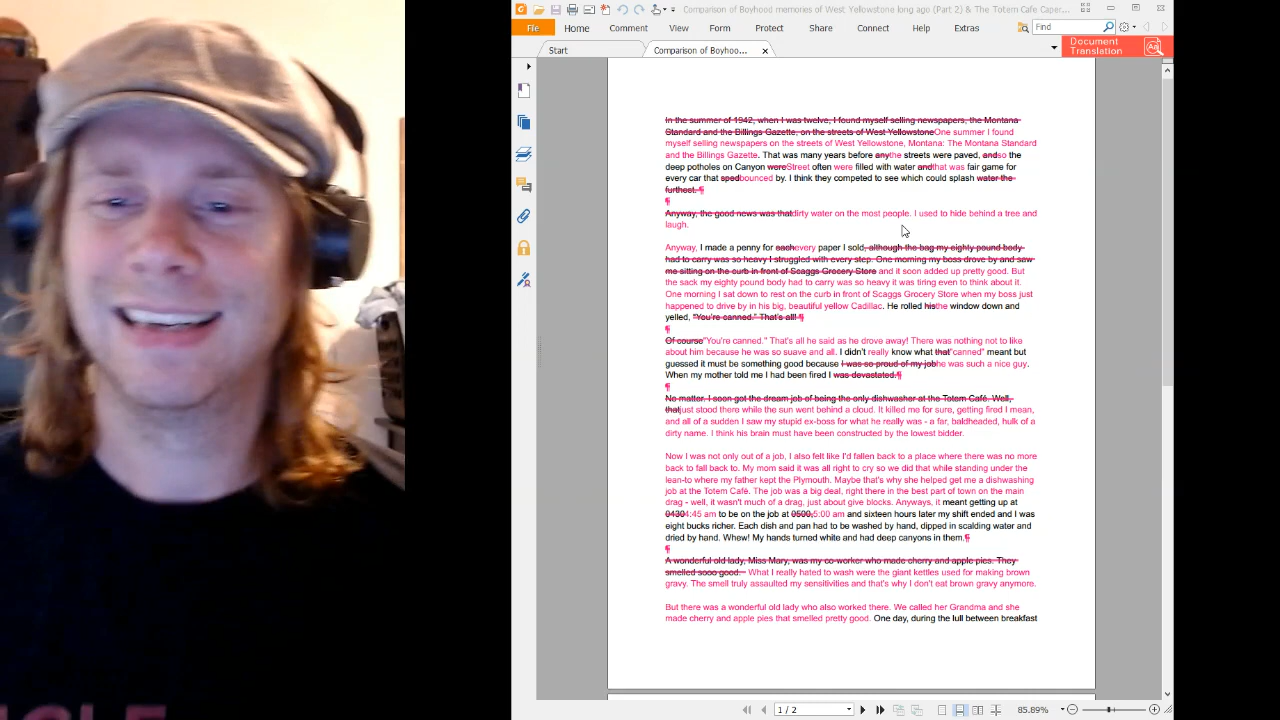 Comparison of Boyhood memories of West Yellowstone long ago (Part 2) & The Totem Cafe Caper...
File Home Comment View Form Protect Share Connect Help Extras Find
Start Comparison of Boyhoo... Document Translation
In the summer of 1942, when I was twelve, I found myself selling newspapers, the Montana
Standard and the Billings Gazette, on the streets of West YellowstoneOne summer I found
myself selling newspapers on the streets of West Yellowstone, Montana: The Montana Standard
and the Billings Gazette. That was many years before anythe streets were paved, andso the
deep potholes on Canyon wereStreet often were filled with water andthat was fair game for
every car that spedbounced by. I think they competed to see which could splash water the
furthest.¶
¶
Anyway, the good news was thatdirty water on the most people. I used to hide behind a tree and
laugh.
Anyway, I made a penny for eachevery paper I sold, although the bag my eighty pound body
had to carry was so heavy I struggled with every step. One morning my boss drove by and saw
me sitting on the curb in front of Scaggs Grocery Store and it soon added up pretty good. But
the sack my eighty pound body had to carry was so heavy it was tiring even to think about it.
One morning I sat down to rest on the curb in front of Scaggs Grocery Store when my boss just
happened to drive by in his big, beautiful yellow Cadillac. He rolled histhe window down and
yelled, "You're canned." That's all!¶
¶
Of course"You're canned." That's all he said as he drove away! There was nothing not to like
about him because he was so suave and all. I didn't really know what that"canned" meant but
guessed it must be something good because I was so proud of my jobhe was such a nice guy.
When my mother told me I had been fired I was devastated.¶
¶
No matter. I soon got the dream job of being the only dishwasher at the Totem Café. Well,
thatjust stood there while the sun went behind a cloud. It killed me for sure, getting fired I mean,
and all of a sudden I saw my stupid ex-boss for what he really was - a far, baldheaded, hulk of a
dirty name. I think his brain must have been constructed by the lowest bidder.
Now I was not only out of a job, I also felt like I'd fallen back to a place where there was no more
back to fall back to. My mom said it was all right to cry so we did that while standing under the
lean-to where my father kept the Plymouth. Maybe that's why she helped get me a dishwashing
job at the Totem Café. The job was a big deal, right there in the best part of town on the main
drag - well, it wasn't much of a drag, just about give blocks. Anyways, it meant getting up at
04304:45 am to be on the job at 0500,5:00 am and sixteen hours later my shift ended and I was
eight bucks richer. Each dish and pan had to be washed by hand, dipped in scalding water and
dried by hand. Whew! My hands turned white and had deep canyons in them.¶
¶
A wonderful old lady, Miss Mary, was my co-worker who made cherry and apple pies. They
smelled sooo good. What I really hated to wash were the giant kettles used for making brown
gravy. The smell truly assaulted my sensitivities and that's why I don't eat brown gravy anymore.
But there was a wonderful old lady who also worked there. We called her Grandma and she
made cherry and apple pies that smelled pretty good. One day, during the lull between breakfast
1 / 2 85.89%